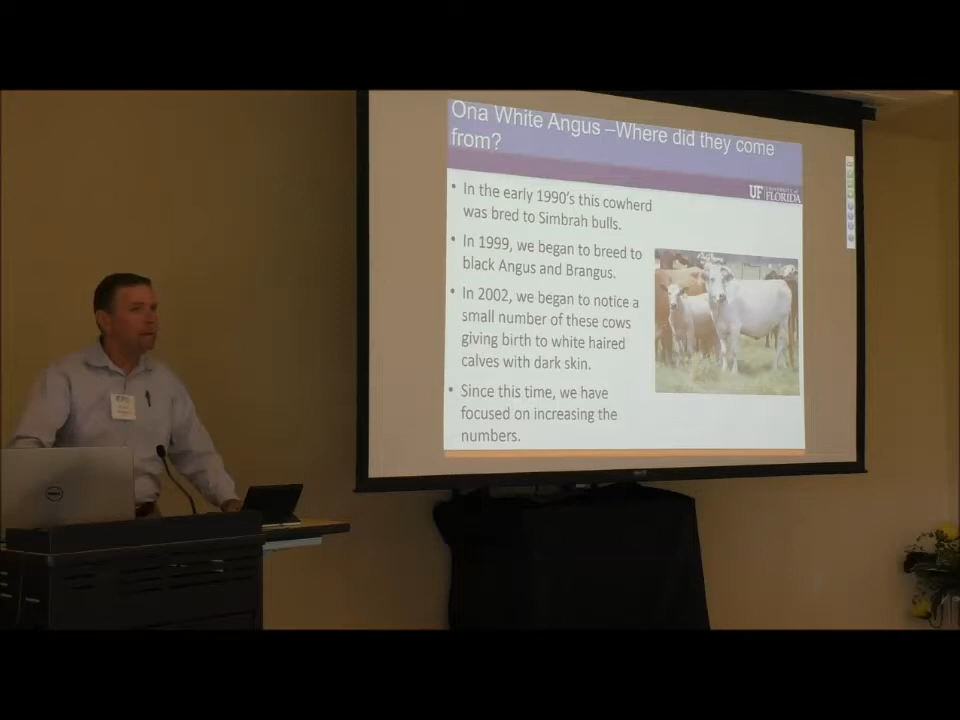 Ona White Angus –Where did they come
from?
UF UNIVERSITY of
FLORIDA
• In the early 1990's this cowherd
was bred to Simbrah bulls.
• In 1999, we began to breed to
black Angus and Brangus.
• In 2002, we began to notice a
small number of these cows
giving birth to white haired
calves with dark skin.
• Since this time, we have
focused on increasing the
numbers.
DELL